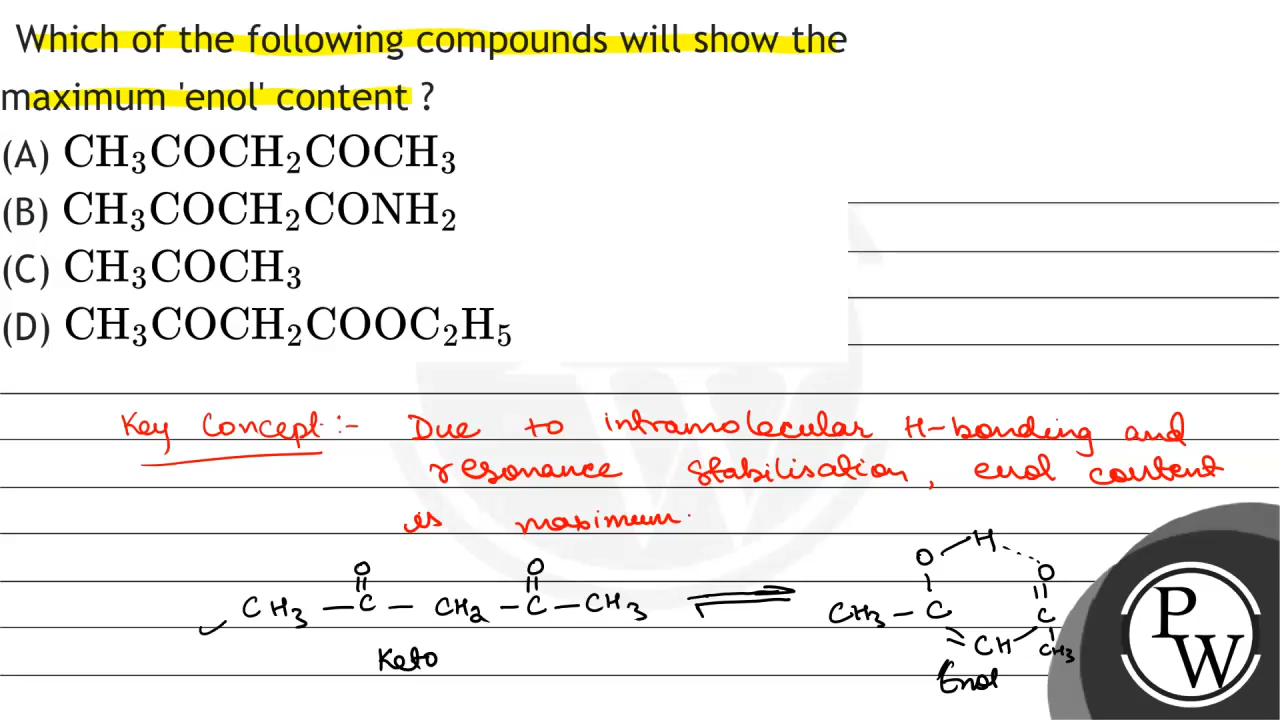 Which of the following compounds will show the
maximum 'enol' content ?
(A) CH₃COCH₂COCH₃
(B) CH₃COCH₂CONH₂
(C) CH₃COCH₃
(D) CH₃COCH₂COOC₂H₅
Key Concept :- Due to intramolecular H-bonding and
resonance stabilisation, enol content
is maximum.
O O O H O
CH₃ - C - CH₂ - C - CH₃ ⇌ CH₃ - C C
CH CH₃
Keto Enol
P
W